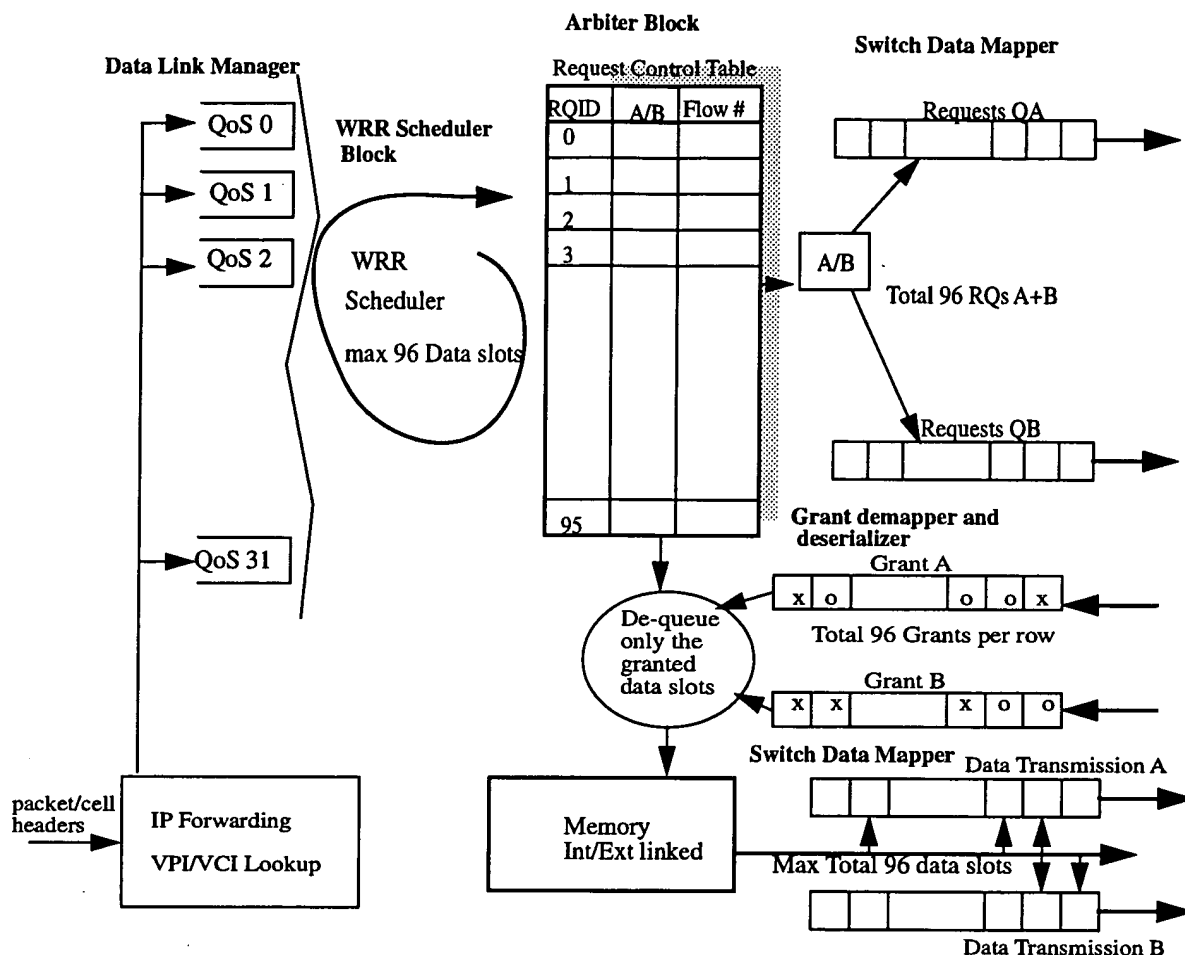 Arbiter Block
Switch Data Mapper
Data Link Manager
Request Control Table
RQID
A/B
Flow #
0
1
2
3
95
QoS 0
QoS 1
QoS 2
QoS 31
WRR Scheduler
Block
WRR
Scheduler
max 96 Data slots
Requests QA
A/B
Total 96 RQs A+B
Requests QB
Grant demapper and
deserializer
Grant A
x o o o x
Total 96 Grants per row
Grant B
x x x o o
De-queue
only the
granted
data slots
Switch Data Mapper
Data Transmission A
packet/cell
headers
IP Forwarding
VPI/VCI Lookup
Memory
Int/Ext linked
Max Total 96 data slots
Data Transmission B